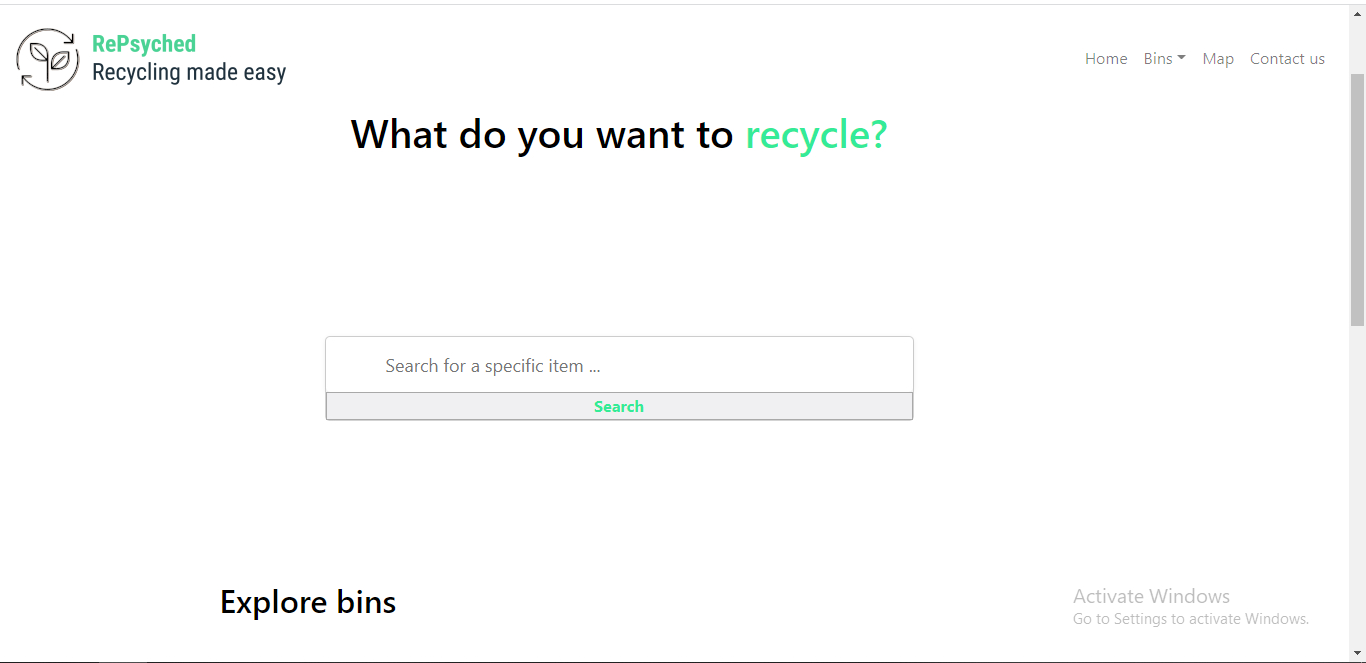 RePsyched
Recycling made easy
Home Bins Map Contact us
What do you want to recycle?
Search for a specific item ...
Search
Explore bins
Activate Windows
Go to Settings to activate Windows.